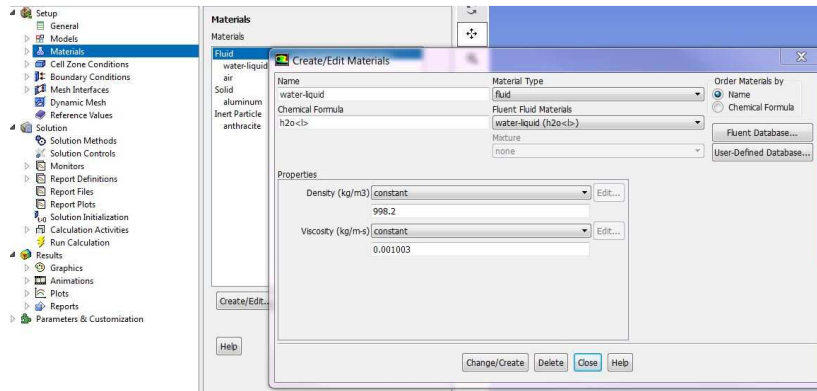 Setup
General
Models
Materials
Cell Zone Conditions
Boundary Conditions
Mesh Interfaces
Dynamic Mesh
Reference Values
Solution
Solution Methods
Solution Controls
Monitors
Report Definitions
Report Files
Report Plots
Solution Initialization
Calculation Activities
Run Calculation
Results
Graphics
Animations
Plots
Reports
Parameters & Customization
Materials
Materials
Fluid
water-liquid
air
Solid
aluminum
Inert Particle
anthracite
Create/Edit...
Help
Create/Edit Materials
Name
water-liquid
Chemical Formula
h2o<l>
Material Type
fluid
Fluent Fluid Materials
water-liquid (h2o<l>)
Mixture
none
Order Materials by
Name
Chemical Formula
Fluent Database...
User-Defined Database...
Properties
Density (kg/m3) constant Edit...
998.2
Viscosity (kg/m-s) constant Edit...
0.001003
Change/Create Delete Close Help